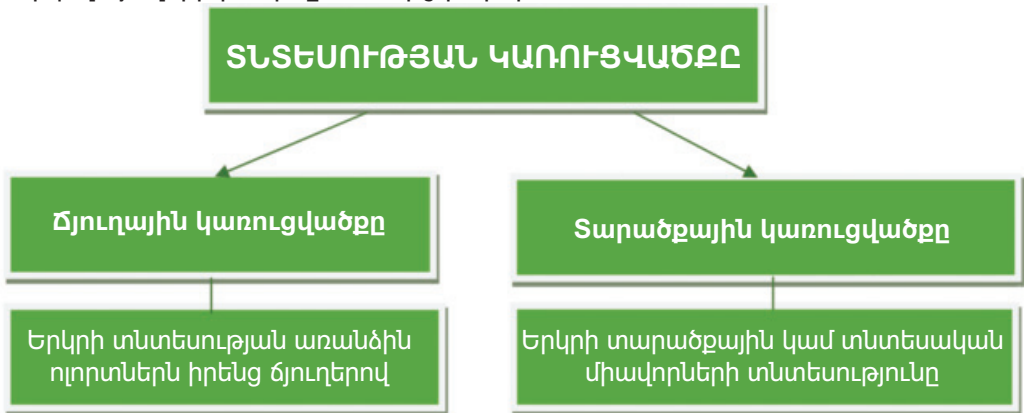 ՏՆՏԵՍՈՒԹՅԱՆ ԿԱՌՈՒՑՎԱԾՔԸ
Ճյուղային կառուցվածքը
Տարածքային կառուցվածքը
Երկրի տնտեսության առանձին
ոլորտներն իրենց ճյուղերով
Երկրի տարածքային կամ տնտեսական
միավորների տնտեսությունը